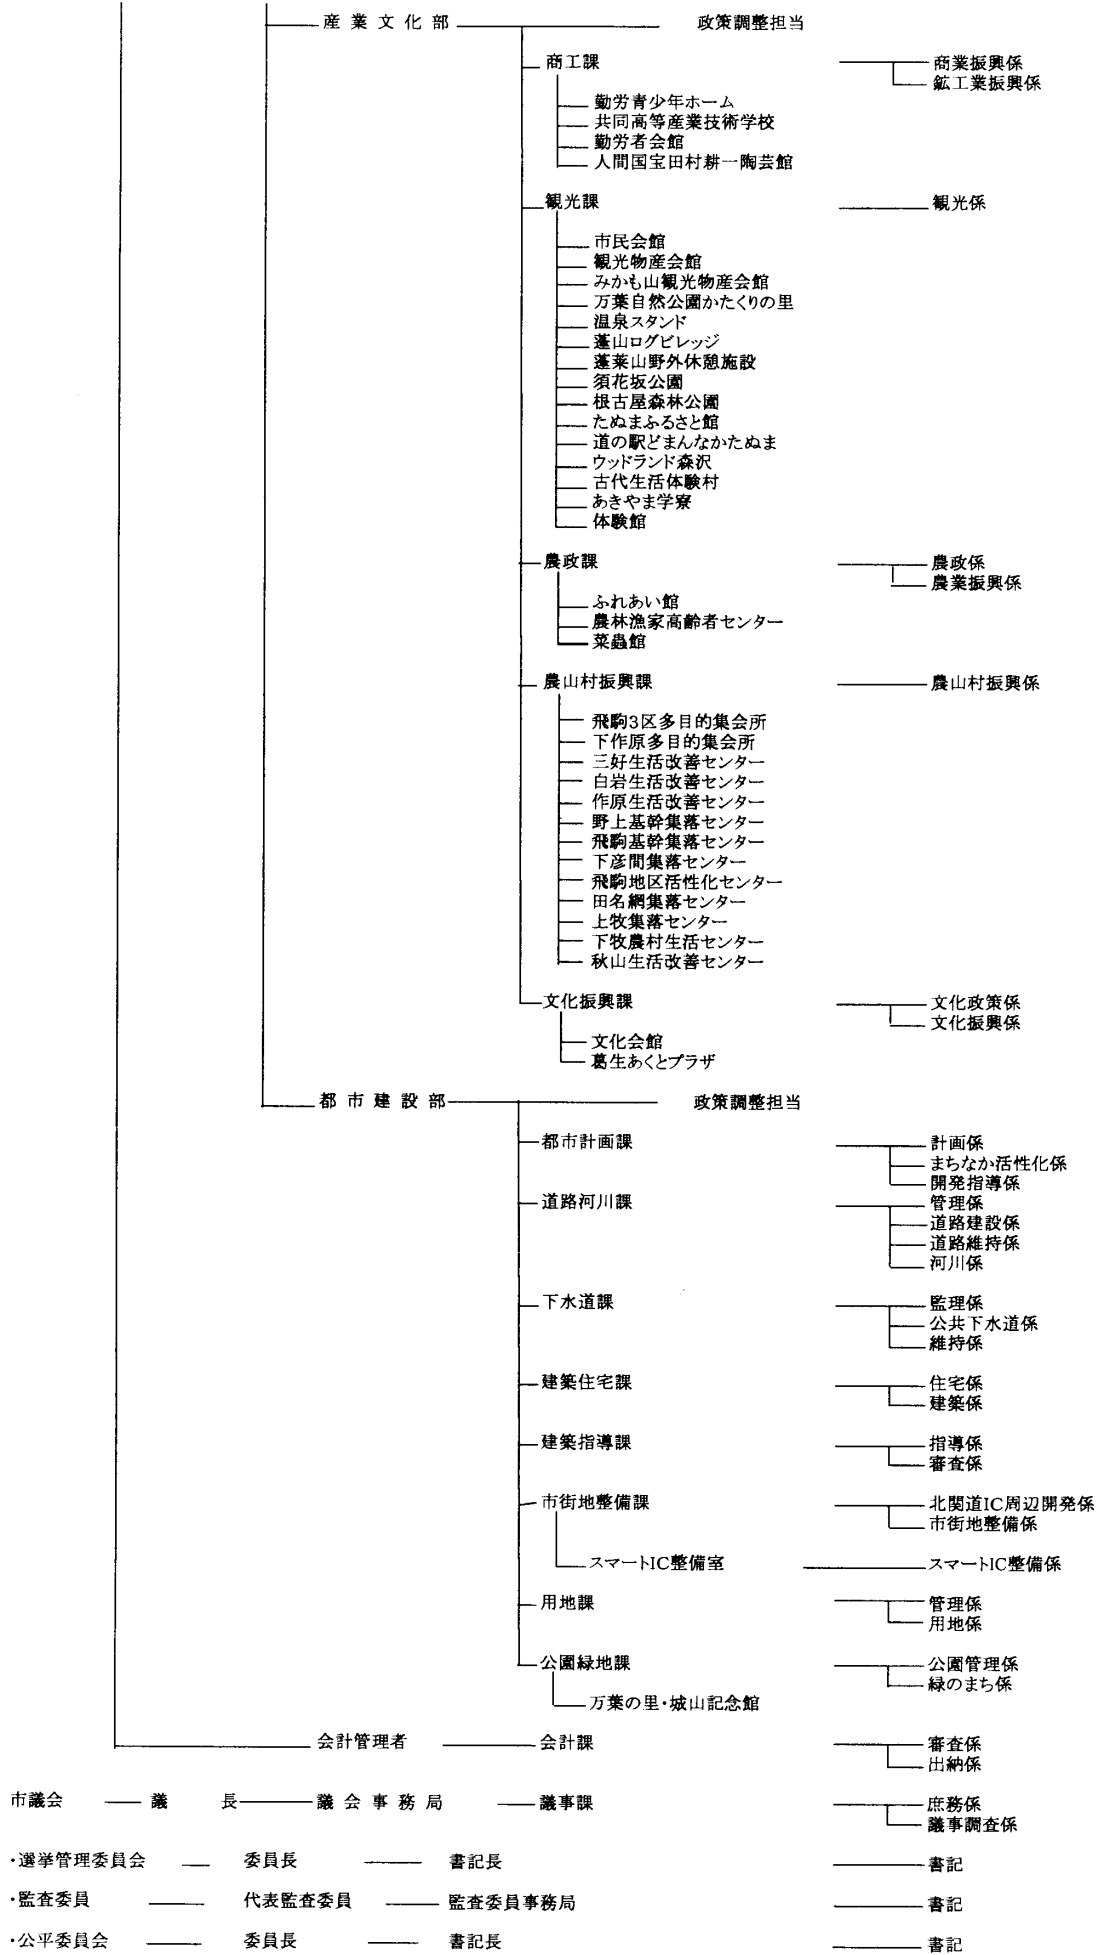 産業文化部 政策調整担当
商工課 商業振興係
鉱工業振興係
勤労青少年ホーム
共同高等産業技術学校
勤労者会館
人間国宝田村耕一陶芸館
観光課 観光係
市民会館
観光物産会館
みかも山観光物産会館
万葉自然公園かたくりの里
温泉スタンド
蓬山ログビレッジ
蓬莱山野外休憩施設
須花坂公園
根古屋森林公園
たぬまふるさと館
道の駅どまんなかたぬま
ウッドランド森沢
古代生活体験村
あきやま学寮
体験館
農政課 農政係
農業振興係
ふれあい館
農林漁家高齢者センター
菜蟲館
農山村振興課 農山村振興係
飛駒3区多目的集会所
下作原多目的集会所
三好生活改善センター
白岩生活改善センター
作原生活改善センター
野上基幹集落センター
飛駒基幹集落センター
下彦間集落センター
飛駒地区活性化センター
田名網集落センター
上牧集落センター
下牧農村生活センター
秋山生活改善センター
文化振興課 文化政策係
文化振興係
文化会館
葛生あくとプラザ
都市建設部 政策調整担当
都市計画課 計画係
まちなか活性化係
開発指導係
道路河川課 管理係
道路建設係
道路維持係
河川係
下水道課 監理係
公共下水道係
維持係
建築住宅課 住宅係
建築係
建築指導課 指導係
審査係
市街地整備課 北関道IC周辺開発係
市街地整備係
スマートIC整備室 スマートIC整備係
用地課 管理係
用地係
公園緑地課 公園管理係
緑のまち係
万葉の里・城山記念館
会計管理者 会計課 審査係
出納係
市議会 議長 議会事務局 議事課 庶務係
議事調査係
・選挙管理委員会 委員長 書記長 書記
・監査委員 代表監査委員 監査委員事務局 書記
・公平委員会 委員長 書記長 書記